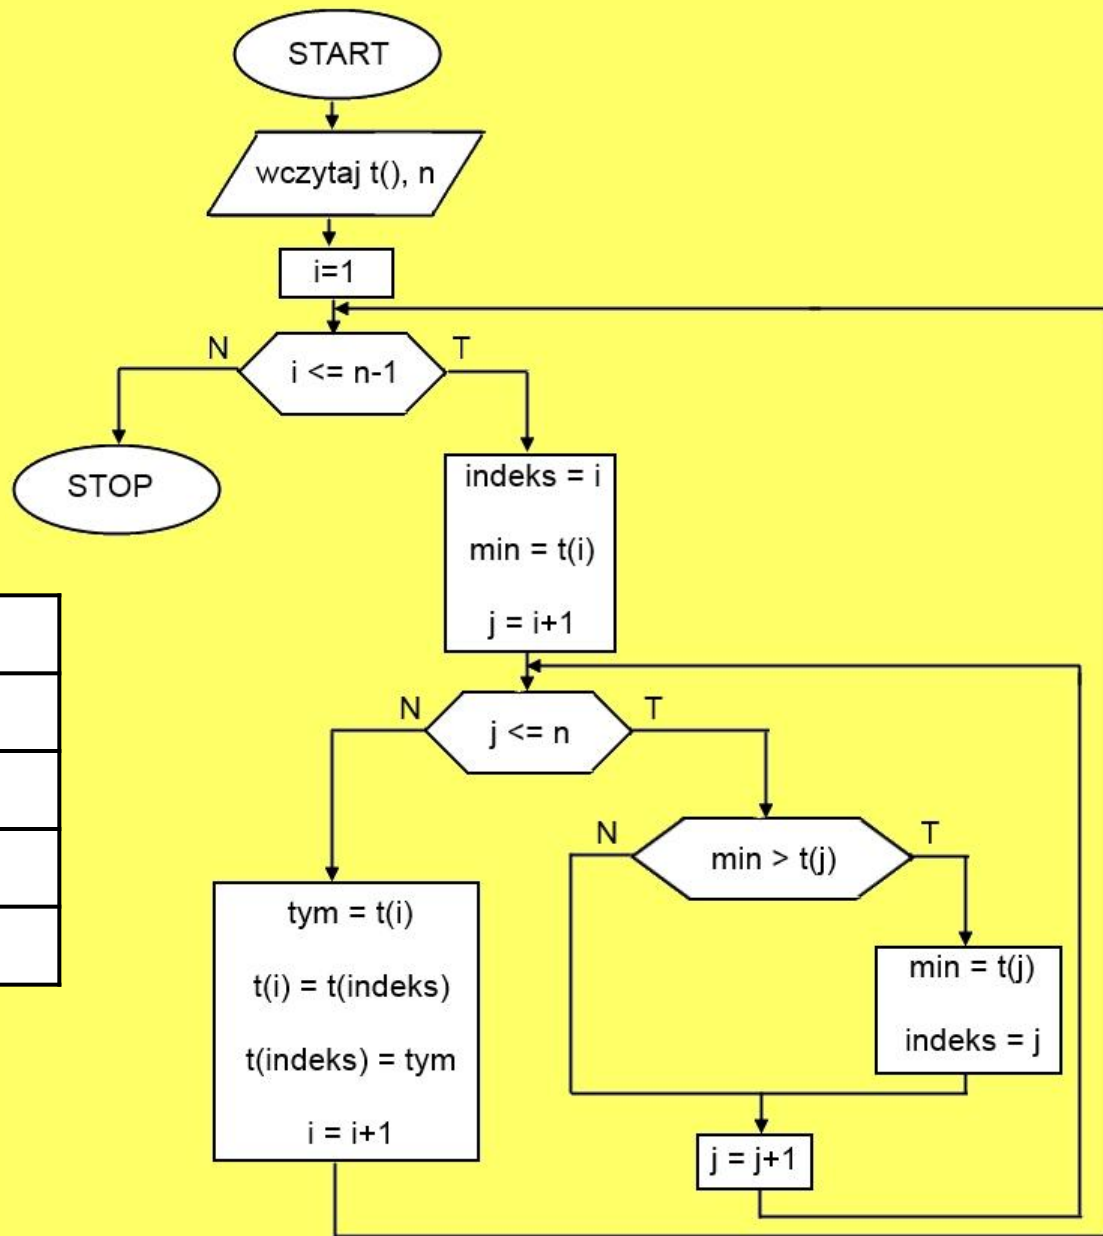 START
wczytaj t(), n
i=1
N
T
i <= n-1
STOP
indeks = i
min = t(i)
j = i+1
N
T
j <= n
N
T
min > t(j)
tym = t(i)
t(i) = t(indeks)
t(indeks) = tym
i = i+1
min = t(j)
indeks = j
j = j+1